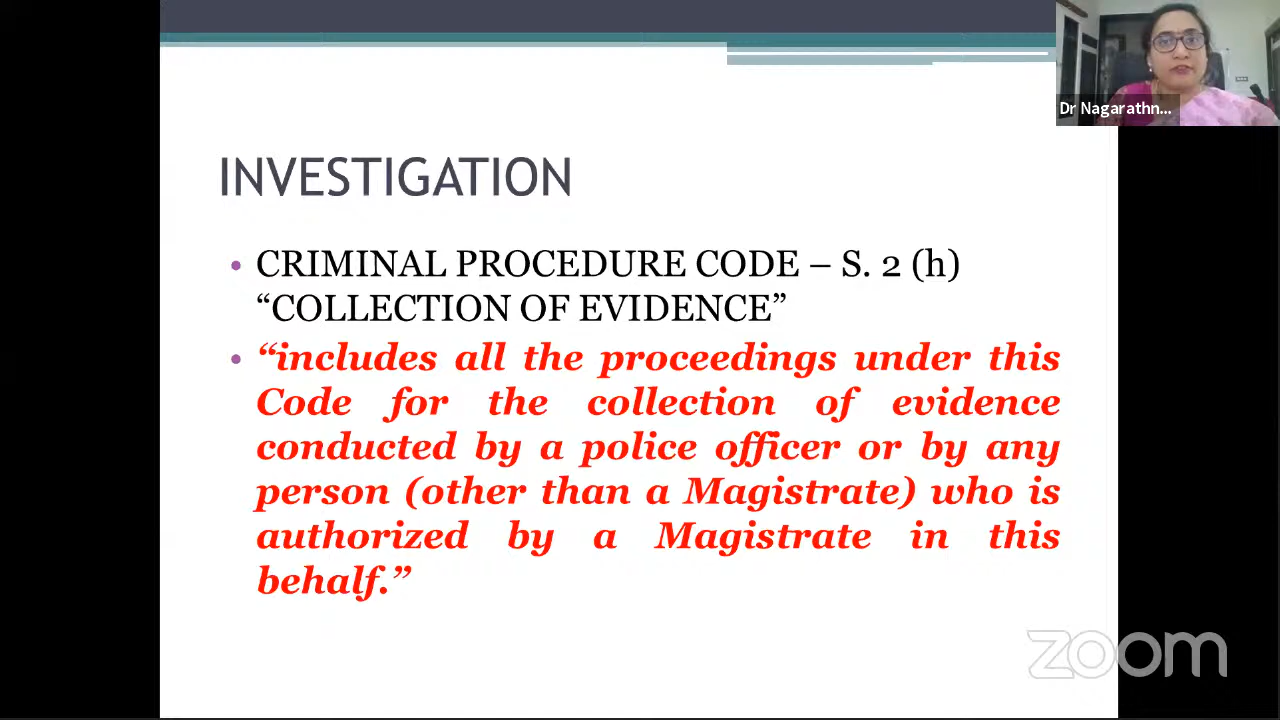 Dr Nagarathn...
INVESTIGATION
• CRIMINAL PROCEDURE CODE – S. 2 (h)
“COLLECTION OF EVIDENCE”
• “includes all the proceedings under this
Code for the collection of evidence
conducted by a police officer or by any
person (other than a Magistrate) who is
authorized by a Magistrate in this
behalf.”
zoom